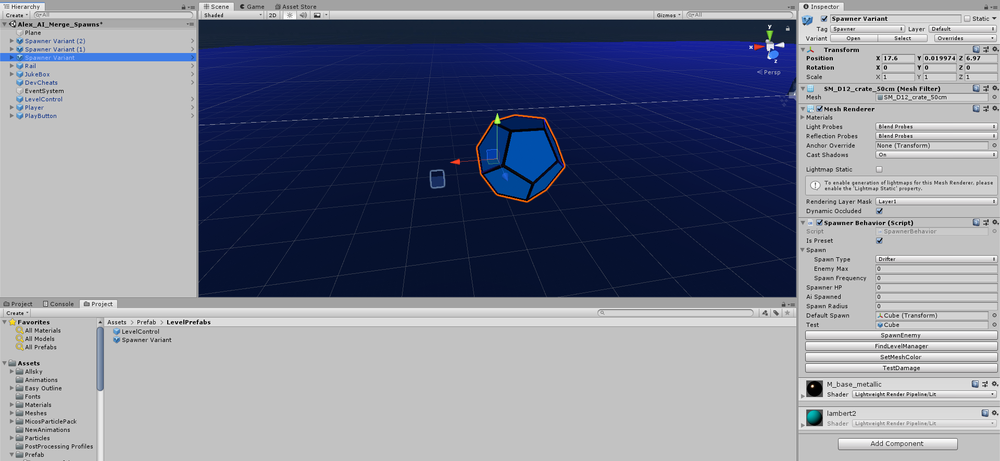 Hierarchy
Create
All
Alex_AI_Merge_Spawns*
Plane
Spawner Variant (2)
Spawner Variant (1)
Spawner Variant
Rail
JukeBox
DevCheats
EventSystem
LevelControl
Player
PlayButton
Scene
Game
Asset Store
Shaded
2D
Gizmos
All
y
x
z
Persp
Project
Console
Project
Create
Favorites
All Materials
All Models
All Prefabs
Assets
Allsky
Animations
Easy Outline
Fonts
Materials
Meshes
MicosParticlePack
NewAnimations
Particles
PostProcessing Profiles
Prefab
Assets > Prefab > LevelPrefabs
LevelControl
Spawner Variant
Inspector
Spawner Variant Static
Tag Spawner Layer Default
Variant Open Select Overrides
Transform
Position X 17.6 Y 0.019974 Z 6.97
Rotation X 0 Y 0 Z 0
Scale X 1 Y 1 Z 1
SM_D12_crate_50cm (Mesh Filter)
Mesh SM_D12_crate_50cm
Mesh Renderer
Materials
Light Probes Blend Probes
Reflection Probes Blend Probes
Anchor Override None (Transform)
Cast Shadows On
Lightmap Static
To enable generation of lightmaps for this Mesh Renderer, please
enable the 'Lightmap Static' property.
Rendering Layer Mask Layer1
Dynamic Occluded
Spawner Behavior (Script)
Script SpawnerBehavior
Is Preset
Spawn
Spawn Type Drifter
Enemy Max 0
Spawn Frequency 0
Spawner HP 0
Ai Spawned 0
Spawn Radius 0
Default Spawn Cube (Transform)
Test Cube
SpawnEnemy
FindLevelManager
SetMeshColor
TestDamage
M_base_metallic
Shader Lightweight Render Pipeline/Lit
lambert2
Shader Lightweight Render Pipeline/Lit
Add Component